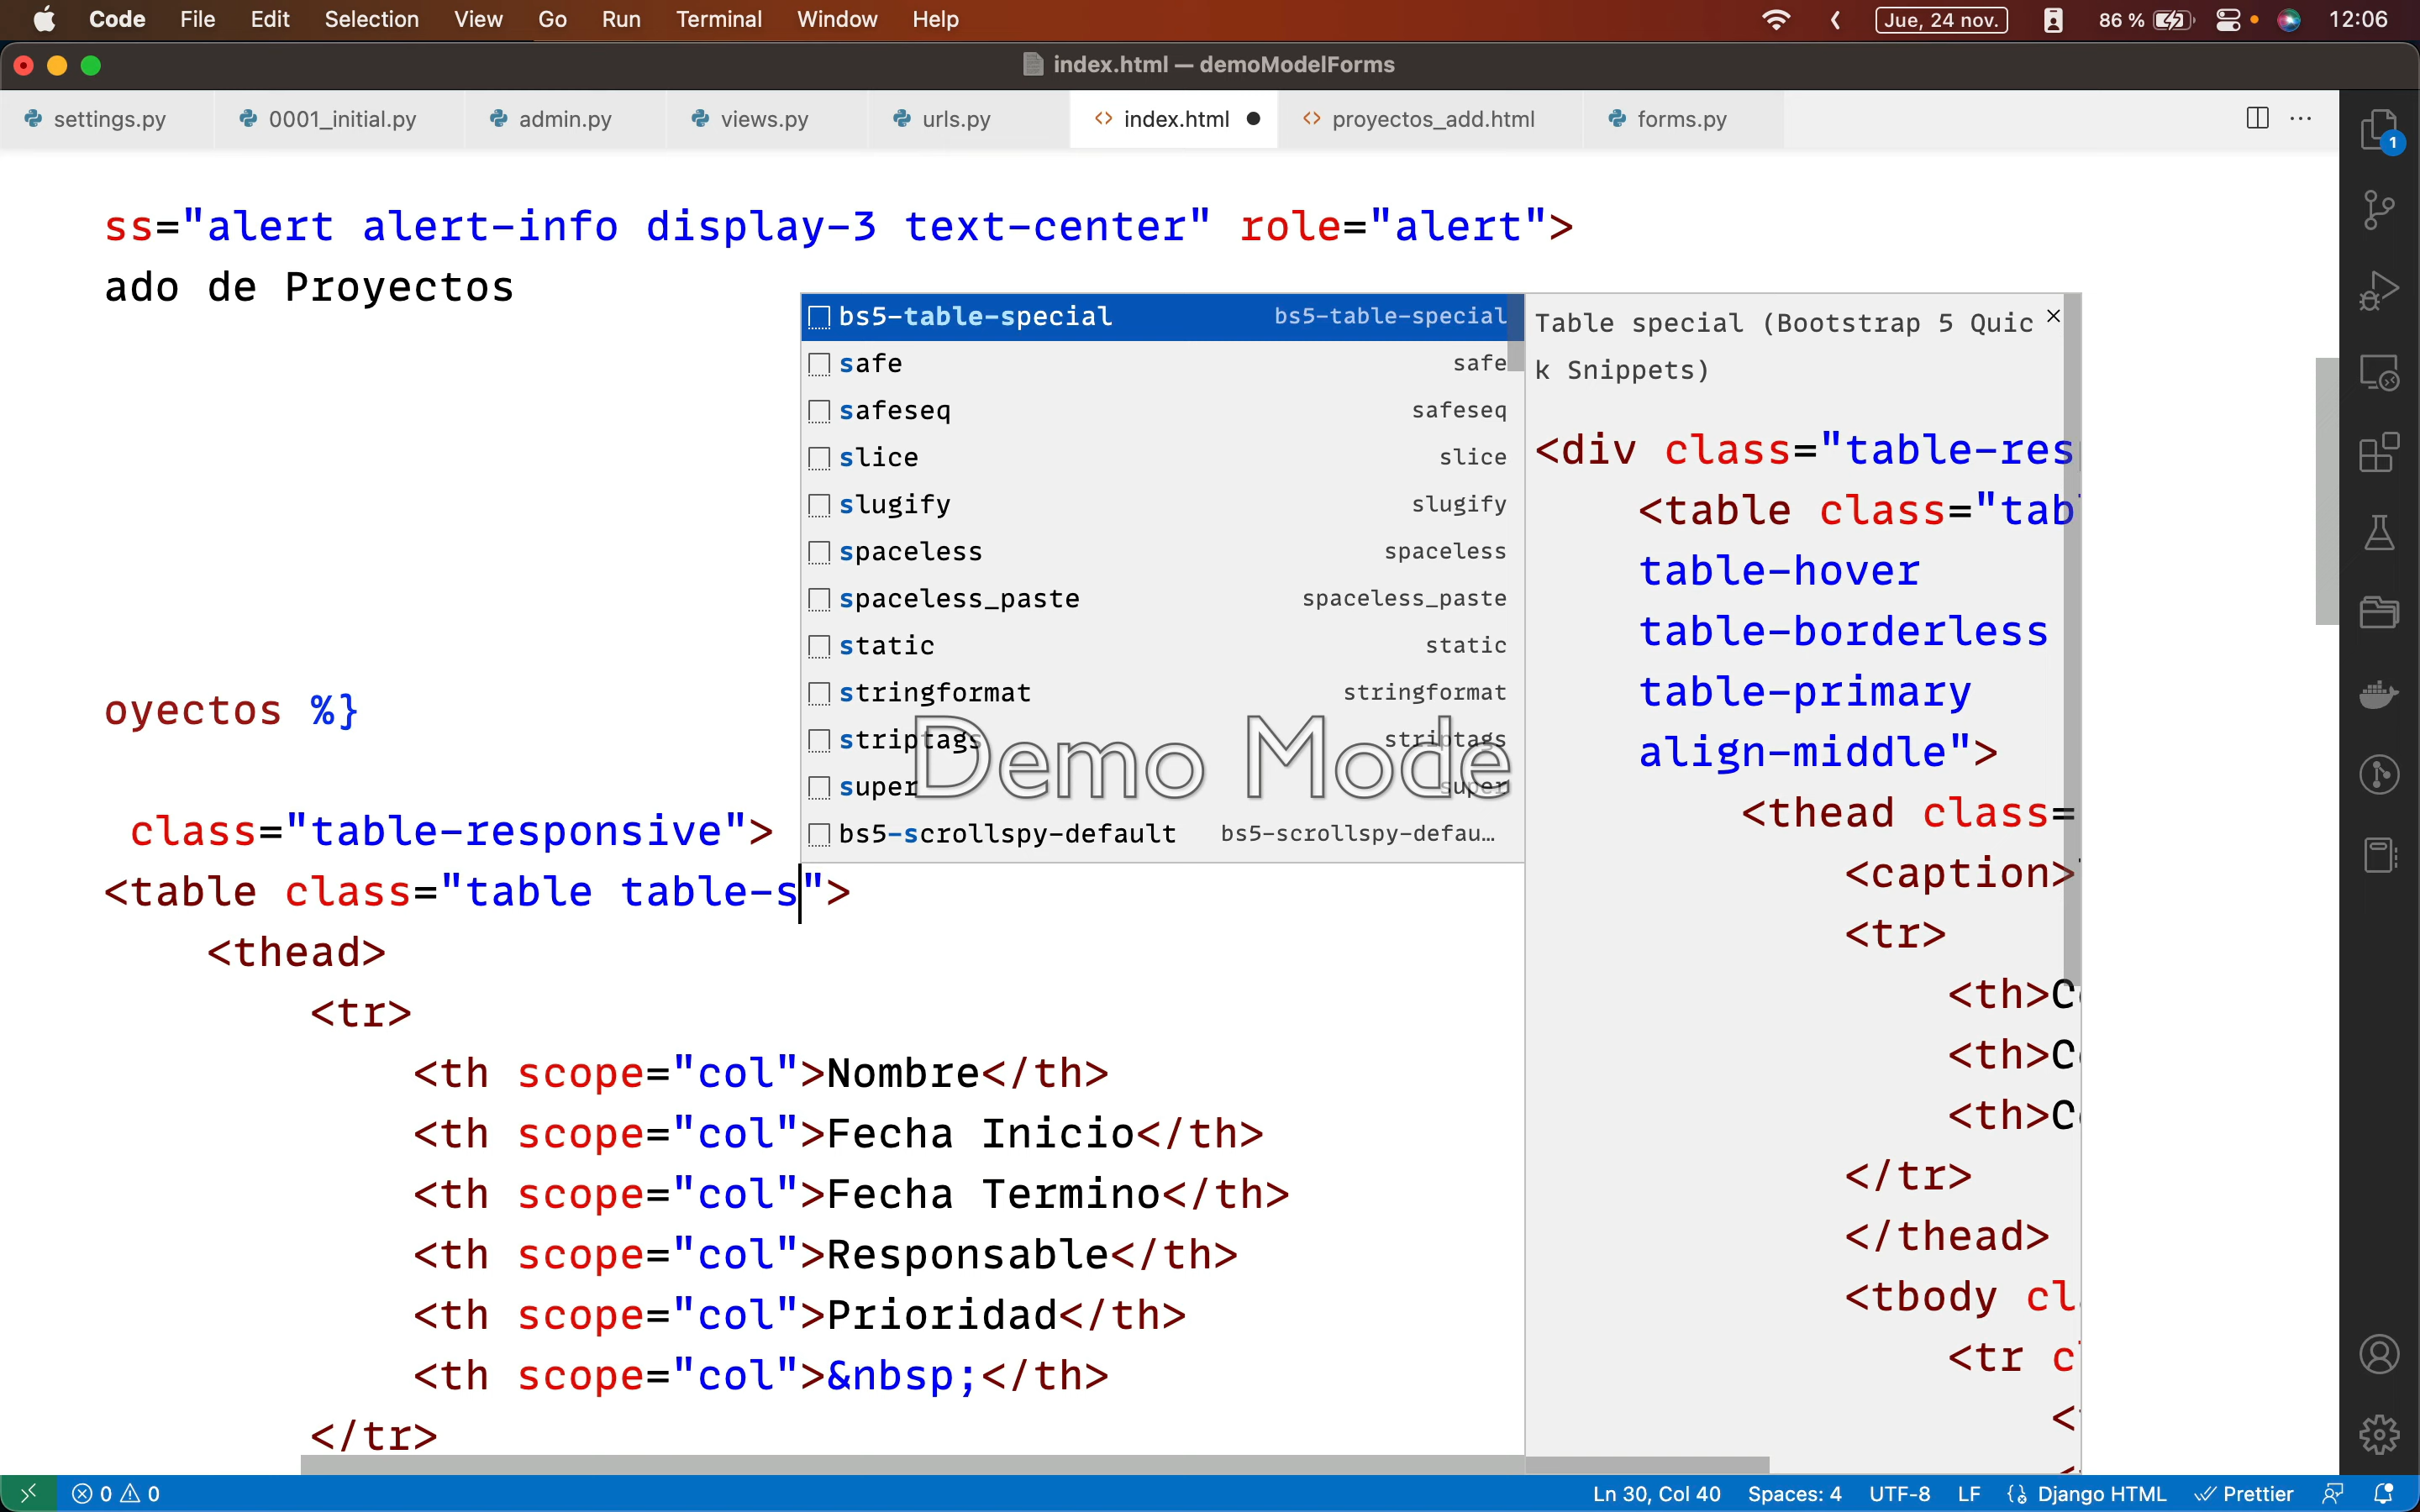 Code File Edit Selection View Go Run Terminal Window Help Jue, 24 nov. 86 % 12:06
index.html — demoModelForms
settings.py 0001_initial.py admin.py views.py urls.py index.html proyectos_add.html forms.py
1
ss="alert alert-info display-3 text-center" role="alert">
ado de Proyectos
oyectos %}
class="table-responsive">
<table class="table table-s">
<thead>
<tr>
<th scope="col">Nombre</th>
<th scope="col">Fecha Inicio</th>
<th scope="col">Fecha Termino</th>
<th scope="col">Responsable</th>
<th scope="col">Prioridad</th>
<th scope="col">&nbsp;</th>
</tr>
bs5-table-special bs5-table-special
safe safe
safeseq safeseq
slice slice
slugify slugify
spaceless spaceless
spaceless_paste spaceless_paste
static static
stringformat stringformat
striptags striptags
super super
bs5-scrollspy-default bs5-scrollspy-defau...
Demo Mode
Table special (Bootstrap 5 Quic
k Snippets)
<div class="table-res
<table class="tab
table-hover
table-borderless
table-primary
align-middle">
<thead class=
<caption>
<tr>
<th>C
<th>C
<th>C
</tr>
</thead>
<tbody cl
<tr c
<
0 0 Ln 30, Col 40 Spaces: 4 UTF-8 LF Django HTML Prettier